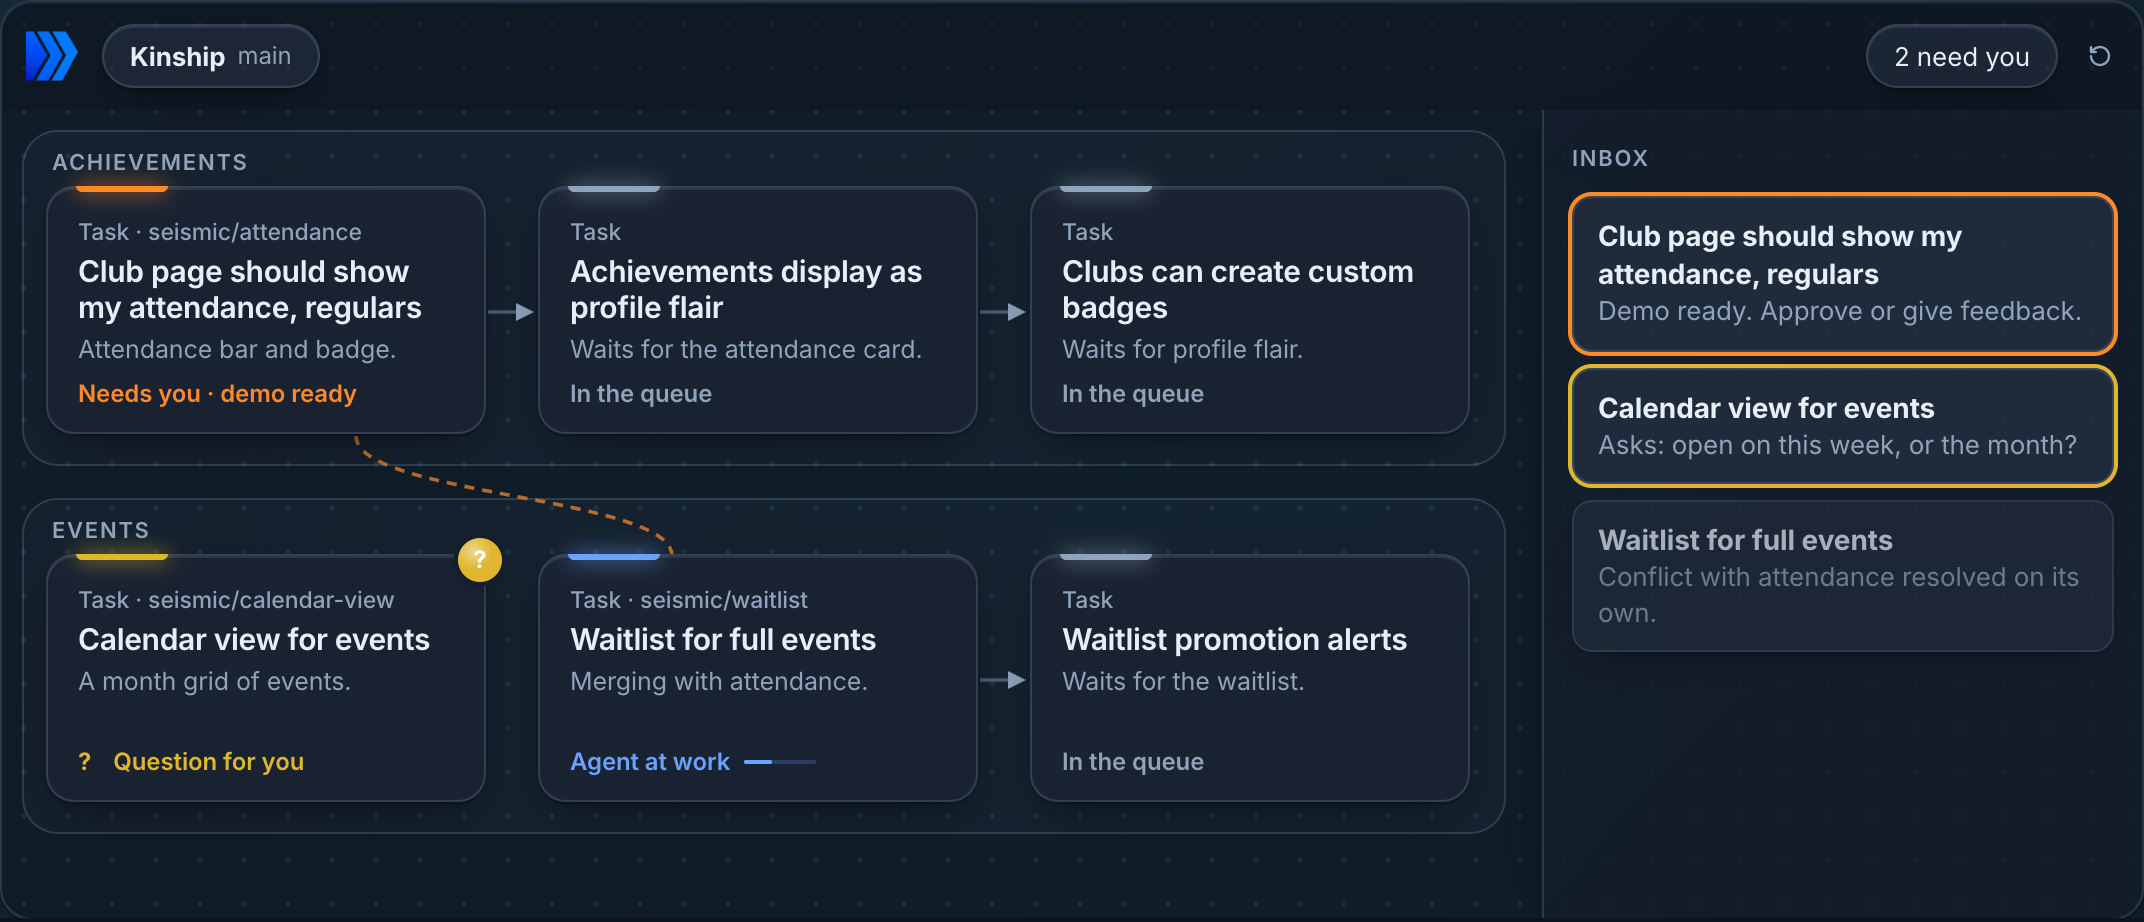 Kinship main
2 need you
ACHIEVEMENTS
Task · seismic/attendance
Club page should show
my attendance, regulars
Attendance bar and badge.
Needs you · demo ready
Task
Achievements display as
profile flair
Waits for the attendance card.
In the queue
Task
Clubs can create custom
badges
Waits for profile flair.
In the queue
EVENTS
?
Task · seismic/calendar-view
Calendar view for events
A month grid of events.
? Question for you
Task · seismic/waitlist
Waitlist for full events
Merging with attendance.
Agent at work
Task
Waitlist promotion alerts
Waits for the waitlist.
In the queue
INBOX
Club page should show my
attendance, regulars
Demo ready. Approve or give feedback.
Calendar view for events
Asks: open on this week, or the month?
Waitlist for full events
Conflict with attendance resolved on its
own.